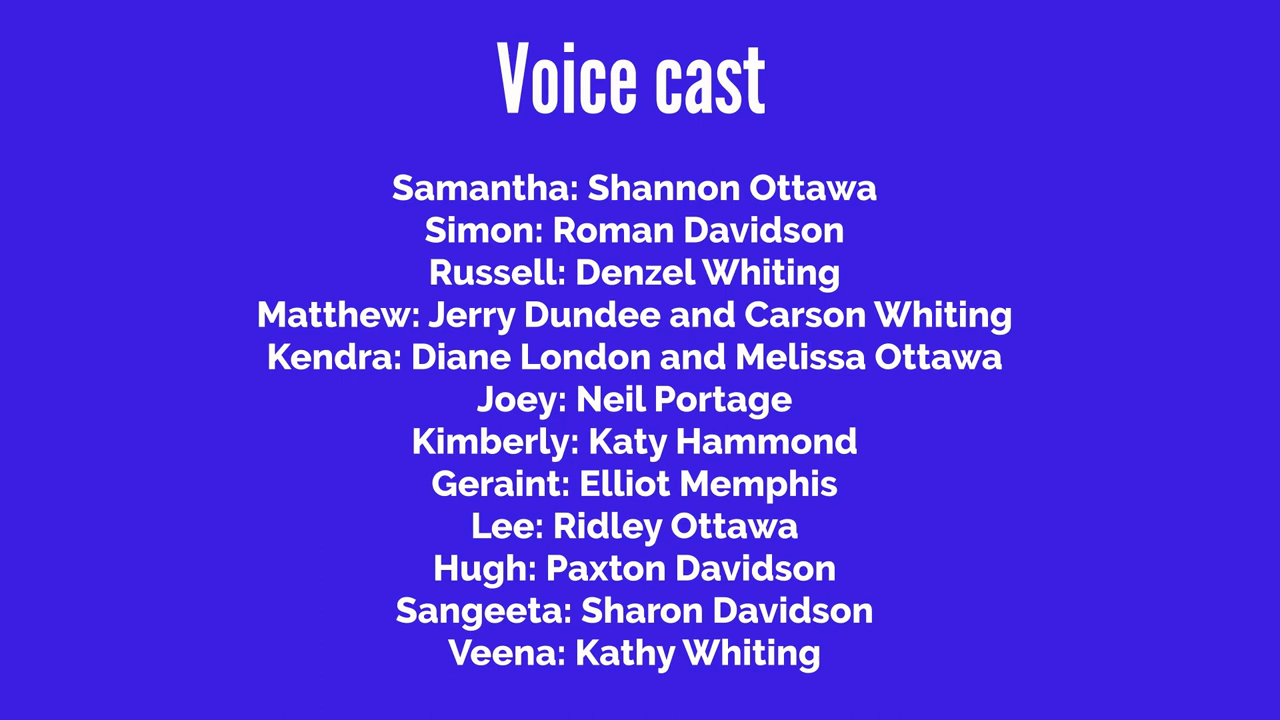 Voice cast
Samantha: Shannon Ottawa
Simon: Roman Davidson
Russell: Denzel Whiting
Matthew: Jerry Dundee and Carson Whiting
Kendra: Diane London and Melissa Ottawa
Joey: Neil Portage
Kimberly: Katy Hammond
Geraint: Elliot Memphis
Lee: Ridley Ottawa
Hugh: Paxton Davidson
Sangeeta: Sharon Davidson
Veena: Kathy Whiting